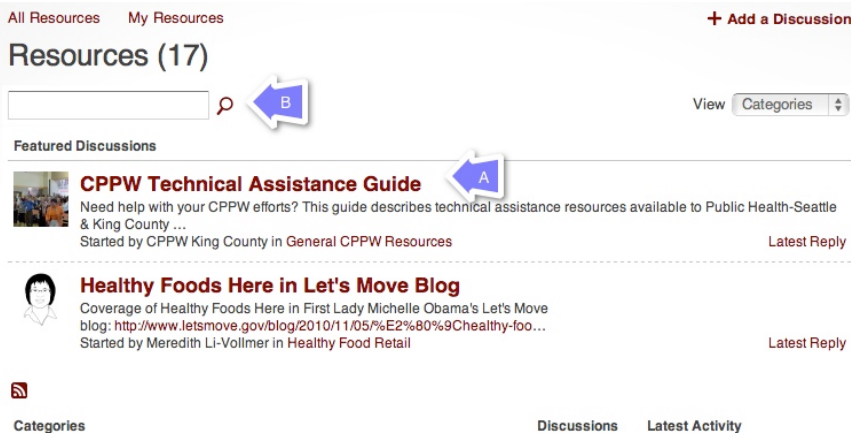 All Resources My Resources + Add a Discussion
Resources (17)
B
View Categories
Featured Discussions
CPPW Technical Assistance Guide A
Need help with your CPPW efforts? This guide describes technical assistance resources available to Public Health-Seattle
& King County ...
Started by CPPW King County in General CPPW Resources Latest Reply
Healthy Foods Here in Let's Move Blog
Coverage of Healthy Foods Here in First Lady Michelle Obama's Let's Move
blog: http://www.letsmove.gov/blog/2010/11/05/%E2%80%9Chealthy-foo...
Started by Meredith Li-Vollmer in Healthy Food Retail Latest Reply
Categories Discussions Latest Activity